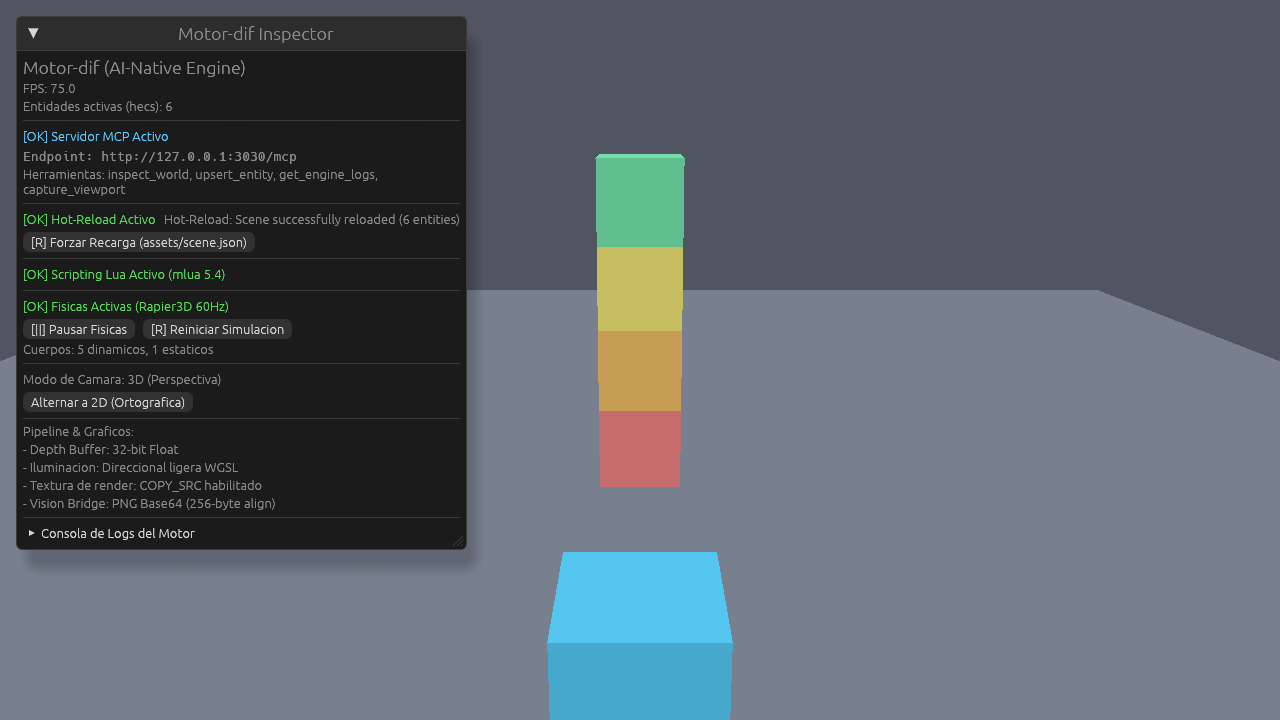 ▼ Motor-dif Inspector
Motor-dif (AI-Native Engine)
FPS: 75.0
Entidades activas (hecs): 6
[OK] Servidor MCP Activo
Endpoint: http://127.0.0.1:3030/mcp
Herramientas: inspect_world, upsert_entity, get_engine_logs,
capture_viewport
[OK] Hot-Reload Activo Hot-Reload: Scene successfully reloaded (6 entities)
[R] Forzar Recarga (assets/scene.json)
[OK] Scripting Lua Activo (mlua 5.4)
[OK] Fisicas Activas (Rapier3D 60Hz)
[||] Pausar Fisicas [R] Reiniciar Simulacion
Cuerpos: 5 dinamicos, 1 estaticos
Modo de Camara: 3D (Perspectiva)
Alternar a 2D (Ortografica)
Pipeline & Graficos:
- Depth Buffer: 32-bit Float
- Iluminacion: Direccional ligera WGSL
- Textura de render: COPY_SRC habilitado
- Vision Bridge: PNG Base64 (256-byte align)
▸ Consola de Logs del Motor